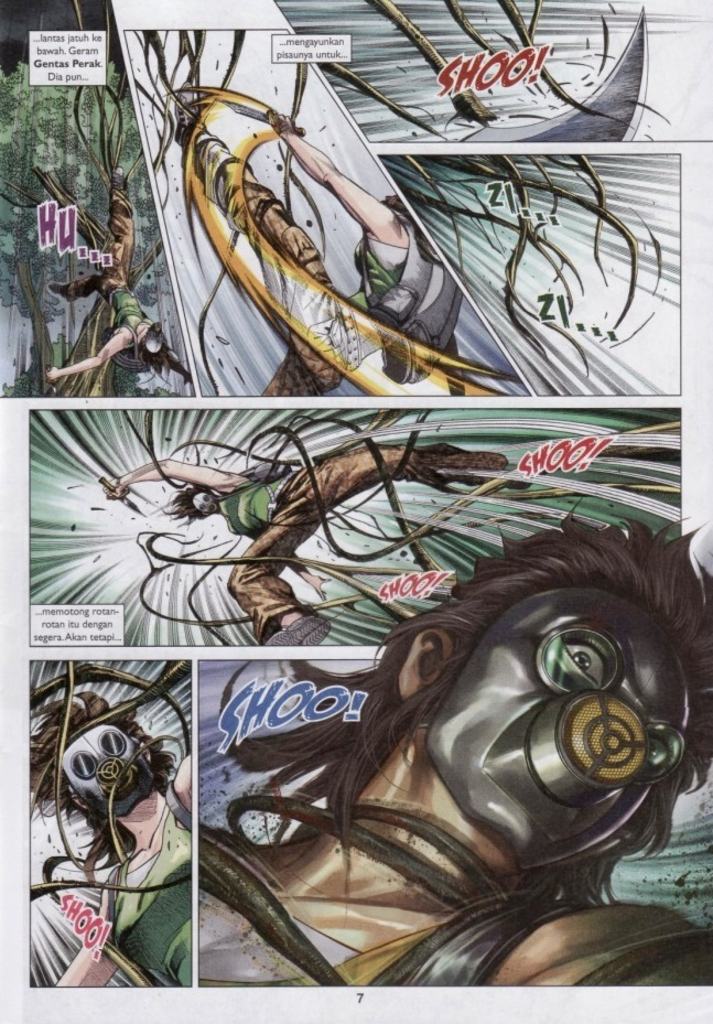 ...lantas jatuh ke
bawah. Geram
Gentas Perak.
Dia pun...
HU...
...mengayunkan
pisaunya untuk...
SHOO!
ZI...
ZI...
SHOO!
SHOO!
...memotong rotan-
rotan itu dengan
segera. Akan tetapi...
SHOO!
SHOO!
7